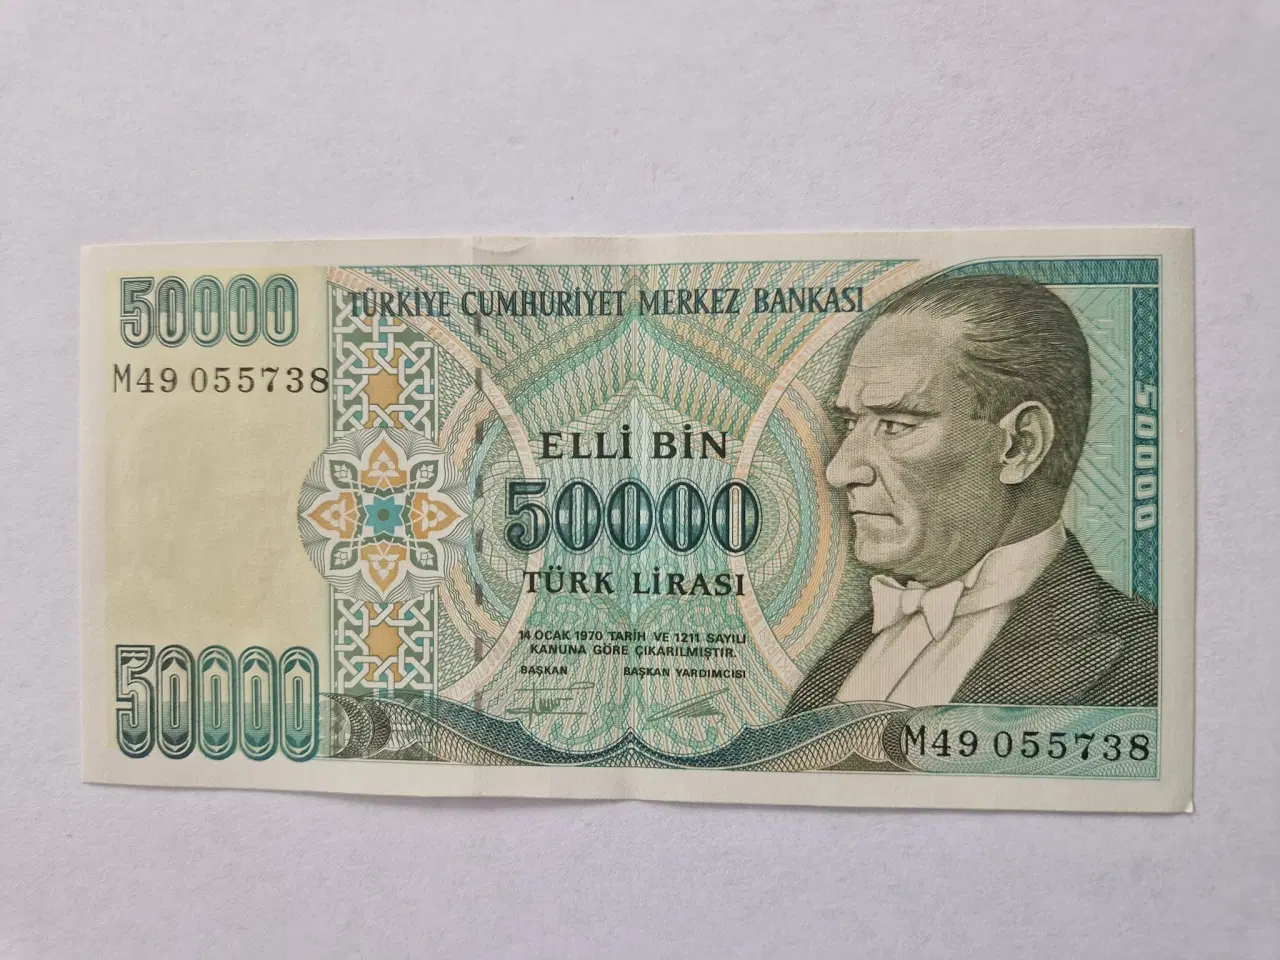 50000
TÜRKİYE CUMHURİYET MERKEZ BANKASI
M49 055738
50000
ELLİ BİN
50000
TÜRK LİRASI
14 OCAK 1970 TARİH VE 1211 SAYILI
KANUNA GÖRE ÇIKARILMIŞTIR.
BAŞKAN BAŞKAN YARDIMCISI
50000
M49 055738